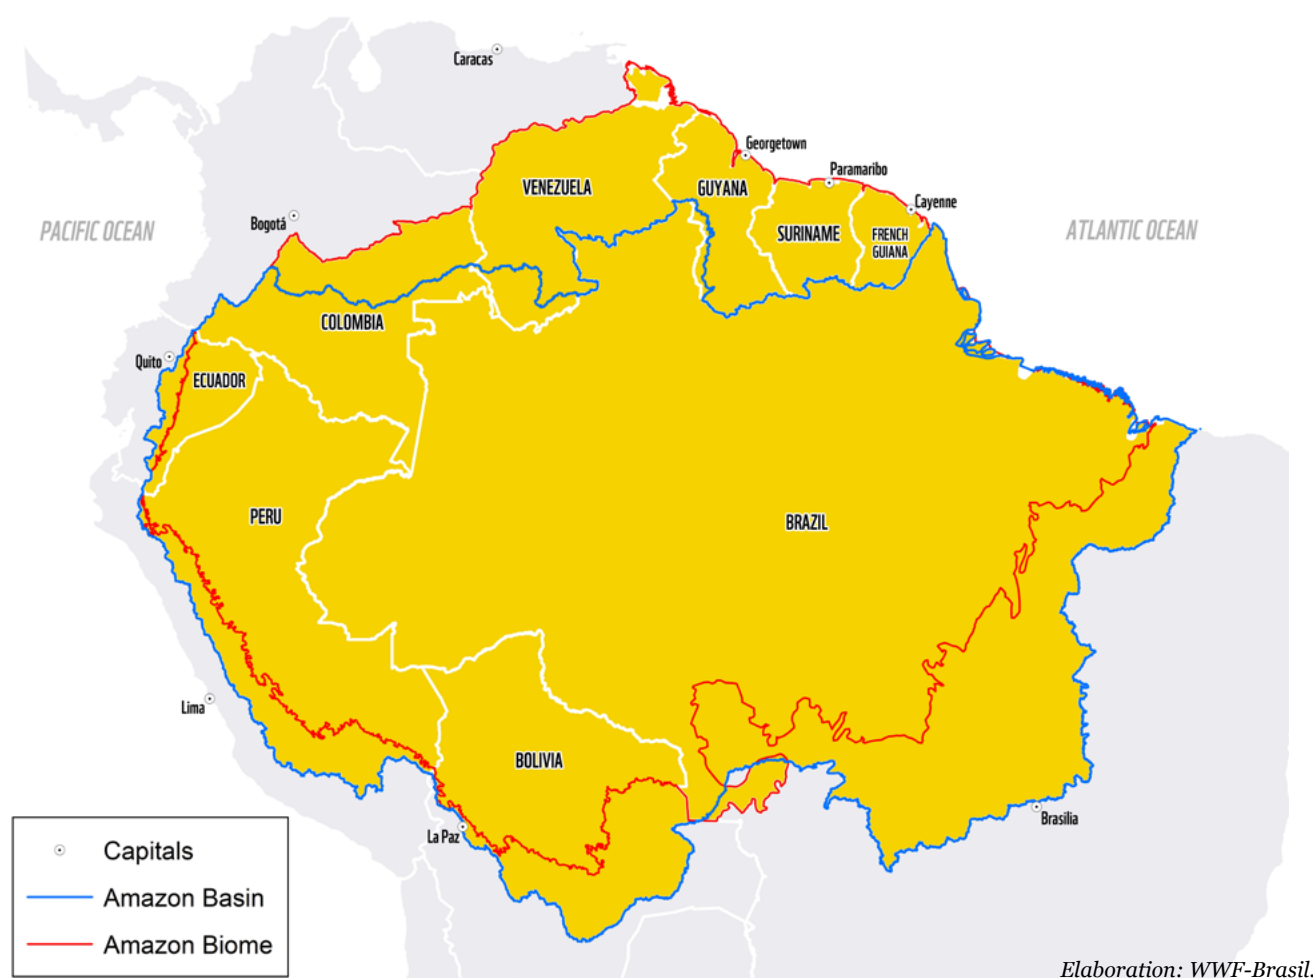 Caracas
Georgetown
VENEZUELA
GUYANA
Paramaribo
Cayenne
Bogotá
PACIFIC OCEAN
SURINAME
FRENCH
GUIANA
ATLANTIC OCEAN
COLOMBIA
Quito
ECUADOR
PERU
BRAZIL
Lima
BOLIVIA
Brasilia
La Paz
Capitals
Amazon Basin
Amazon Biome
Elaboration: WWF-Brasil.